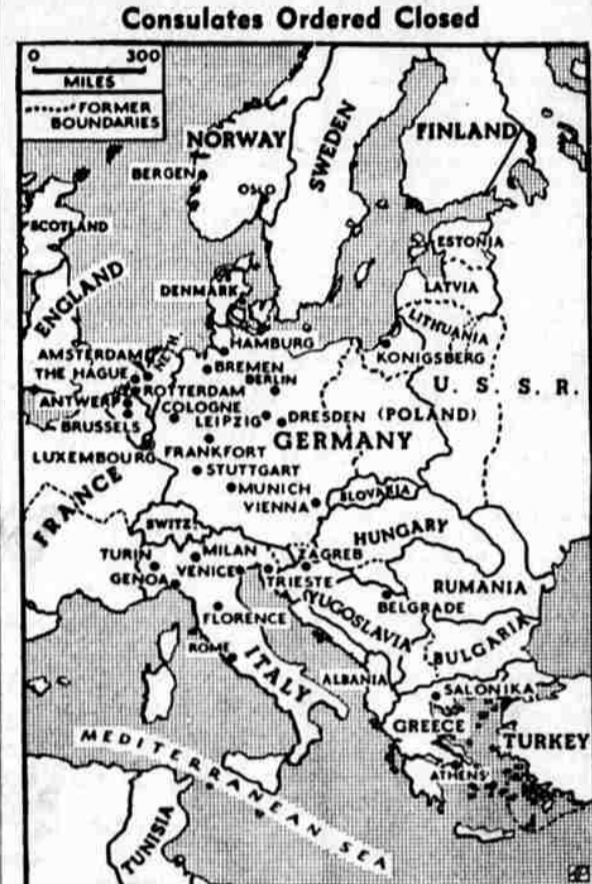 Consulates Ordered Closed
0 300
MILES
FORMER
BOUNDARIES
NORWAY
SWEDEN
FINLAND
BERGEN
OSLO
SCOTLAND
ESTONIA
ENGLAND
DENMARK
LATVIA
LITHUANIA
HAMBURG
AMSTERDAM
NETH.
KONIGSBERG
THE HAGUE
BREMEN
BERLIN
U. S. S. R.
ROTTERDAM
ANTWERP
COLOGNE
LEIPZIG
DRESDEN
(POLAND)
BRUSSELS
GERMANY
LUXEMBOURG
FRANKFORT
STUTTGART
FRANCE
MUNICH
SLOVAKIA
VIENNA
SWITZ.
HUNGARY
TURIN
MILAN
ZAGREB
GENOA
VENICE
TRIESTE
RUMANIA
BELGRADE
YUGOSLAVIA
FLORENCE
BULGARIA
ROME
ITALY
ALBANIA
SALONIKA
GREECE
TURKEY
MEDITERRANEAN SEA
ATHENS
TUNISIA